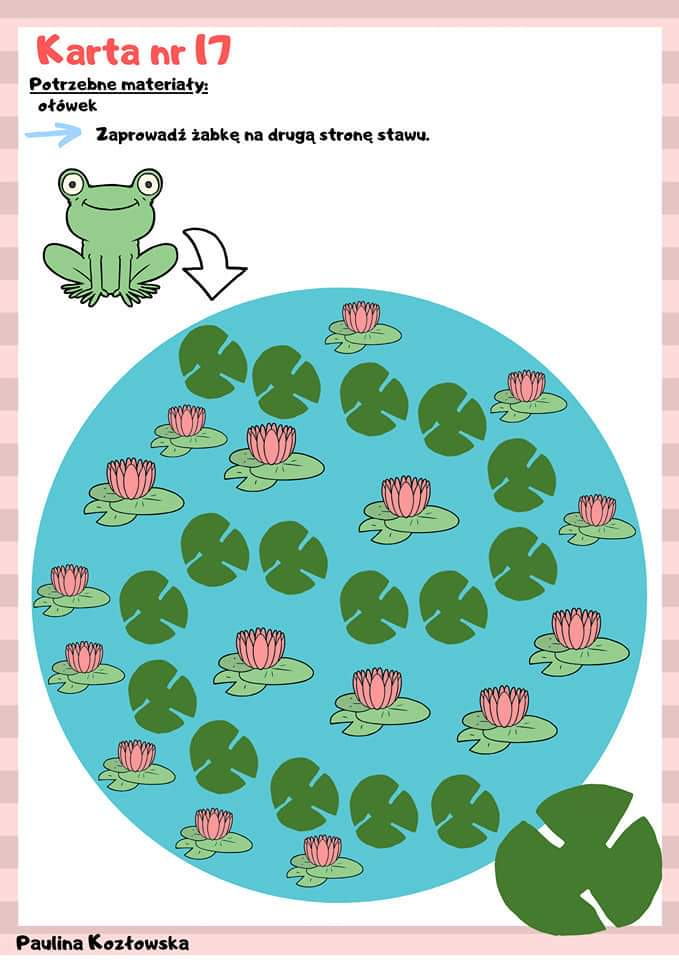 Karta nr 17
Potrzebne materiały:
ołówek
Zaprowadź żabkę na drugą stronę stawu.
Paulina Kozłowska